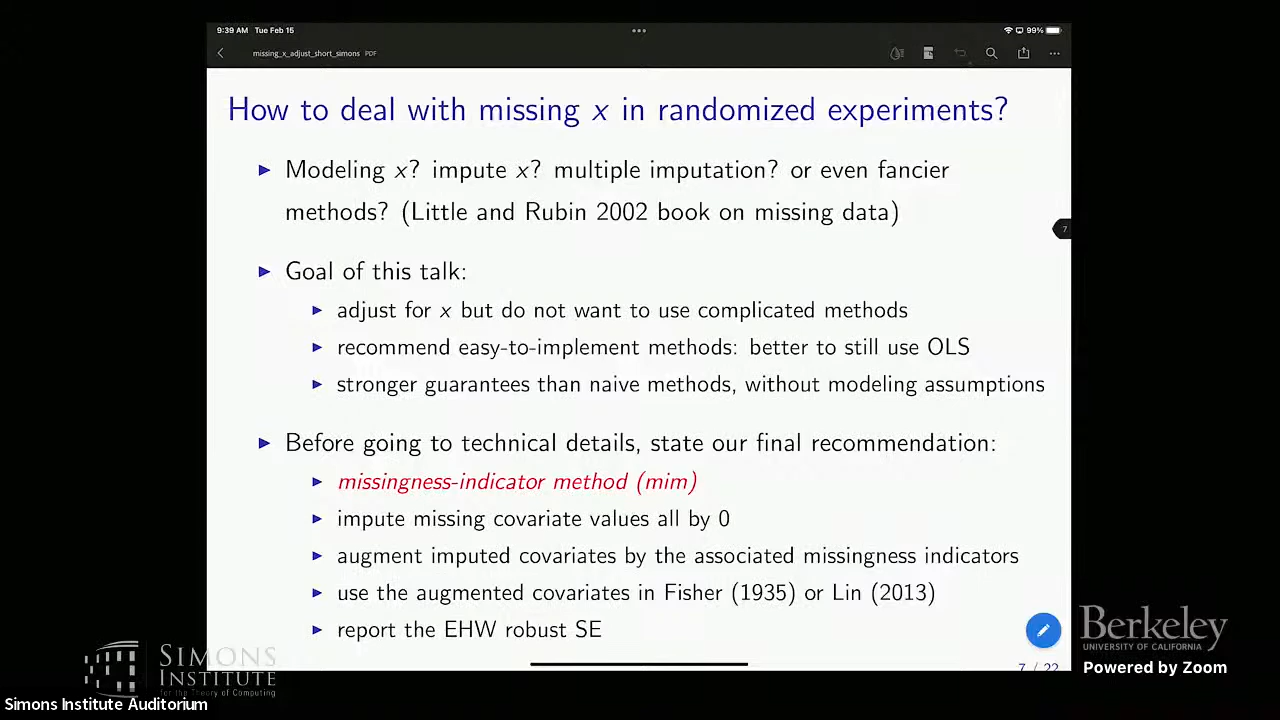 9:39 AM Tue Feb 15
99%
missing_x_adjust_short_simons PDF
How to deal with missing x in randomized experiments?
▶ Modeling x? impute x? multiple imputation? or even fancier
methods? (Little and Rubin 2002 book on missing data)
7
▶ Goal of this talk:
▶ adjust for x but do not want to use complicated methods
▶ recommend easy-to-implement methods: better to still use OLS
▶ stronger guarantees than naive methods, without modeling assumptions
▶ Before going to technical details, state our final recommendation:
▶ missingness-indicator method (mim)
▶ impute missing covariate values all by 0
▶ augment imputed covariates by the associated missingness indicators
▶ use the augmented covariates in Fisher (1935) or Lin (2013)
▶ report the EHW robust SE
7 / 22
Berkeley
UNIVERSITY OF CALIFORNIA
Powered by Zoom
SIMONS
INSTITUTE
for the Theory of Computing
Simons Institute Auditorium